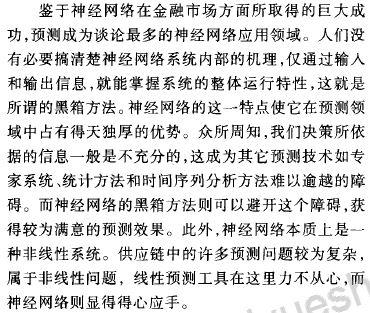 鉴于神经网络在金融市场方面所取得的巨大成
功,预测成为谈论最多的神经网络应用领域。人们没
有必要搞清楚神经网络系统内部的机理,仅通过输入
和输出信息,就能掌握系统的整体运行特性,这就是
所谓的黑箱方法。神经网络的这一特点使它在预测领
域中占有得天独厚的优势。众所周知,我们决策所依
据的信息一般是不充分的,这成为其它预测技术如专
家系统、统计方法和时间序列分析方法难以逾越的障
碍。而神经网络的黑箱方法则可以避开这个障碍,获
得较为满意的预测效果。此外,神经网络本质上是一
种非线性系统。供应链中的许多预测问题较为复杂,
属于非线性问题，线性预测工具在这里力不从心,而
神经网络则显得得心应手。